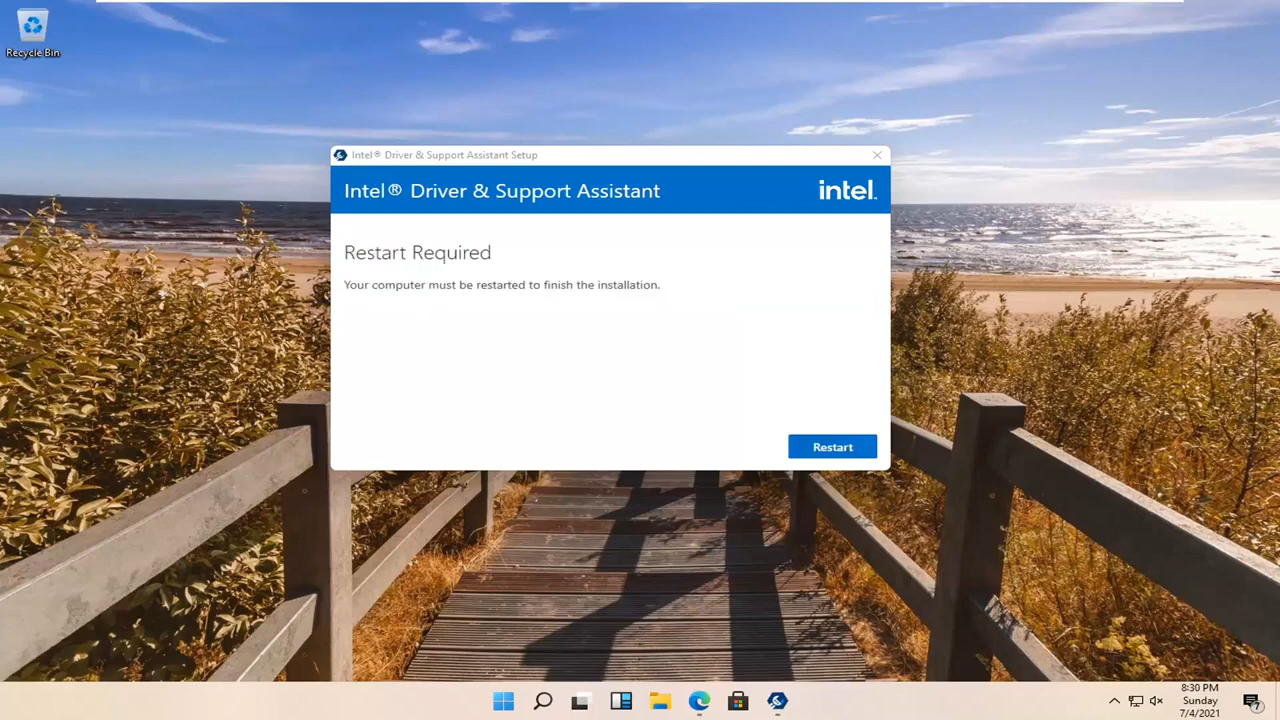 Recycle Bin
Intel® Driver & Support Assistant Setup
Intel® Driver & Support Assistant
intel.
Restart Required
Your computer must be restarted to finish the installation.
Restart
8:30 PM
Sunday
7/4/2021
7